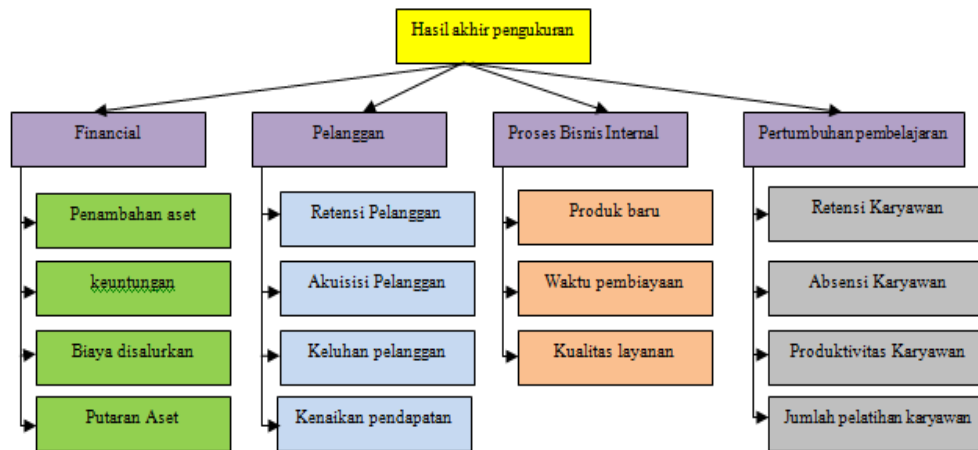 Hasil akhir pengukuran
Financial
Pelanggan
Proses Bisnis Internal
Pertumbuhan pembelajaran
Penambahan aset
keuntungan
Biaya disalurkan
Putaran Aset
Retensi Pelanggan
Akuisisi Pelanggan
Keluhan pelanggan
Kenaikan pendapatan
Produk baru
Waktu pembiayaan
Kualitas layanan
Retensi Karyawan
Absensi Karyawan
Produktivitas Karyawan
Jumlah pelatihan karyawan